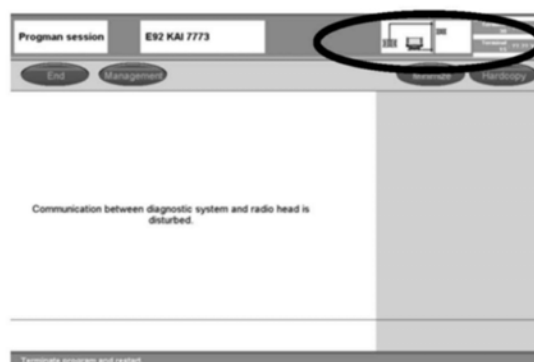 Progman session
E92 KAI 7773
End
Management
Hardcopy
Communication between diagnostic system and radio head is
disturbed.
Terminate program and restart